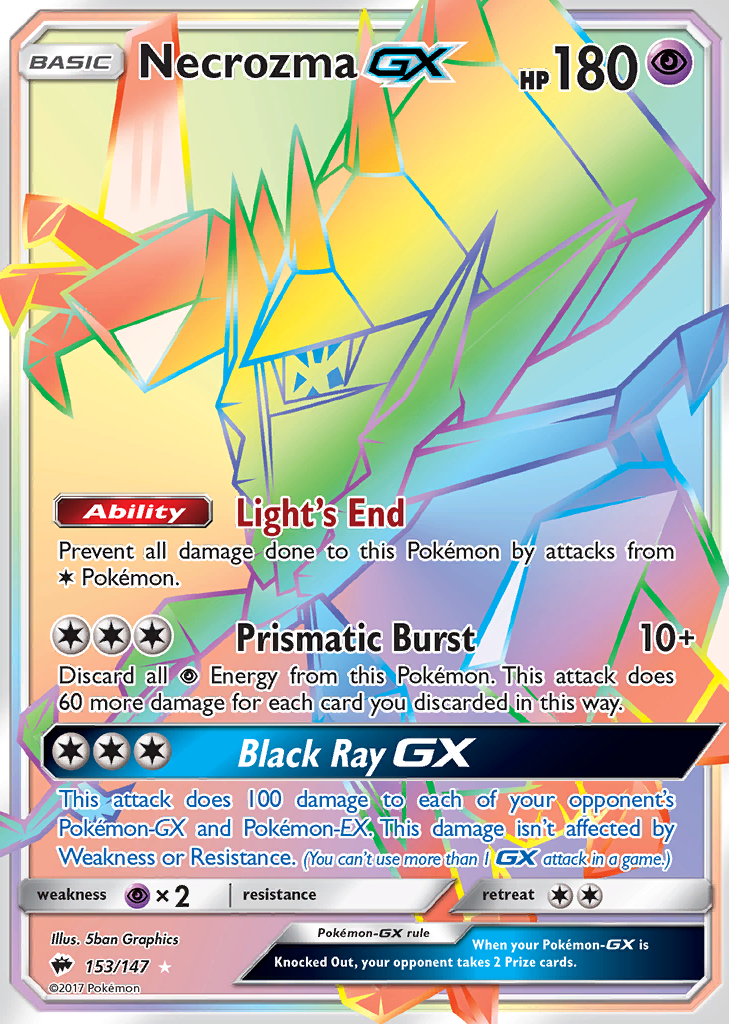 BASIC Necrozma GX HP 180
Ability Light's End
Prevent all damage done to this Pokémon by attacks from
Pokémon.
Prismatic Burst 10+
Discard all Energy from this Pokémon. This attack does
60 more damage for each card you discarded in this way.
Black Ray GX
This attack does 100 damage to each of your opponent's
Pokémon-GX and Pokémon-EX. This damage isn't affected by
Weakness or Resistance. (You can't use more than 1 GX attack in a game.)
weakness ×2 resistance retreat
Illus. 5ban Graphics
153/147
©2017 Pokémon
Pokémon-GX rule
When your Pokémon-GX is
Knocked Out, your opponent takes 2 Prize cards.